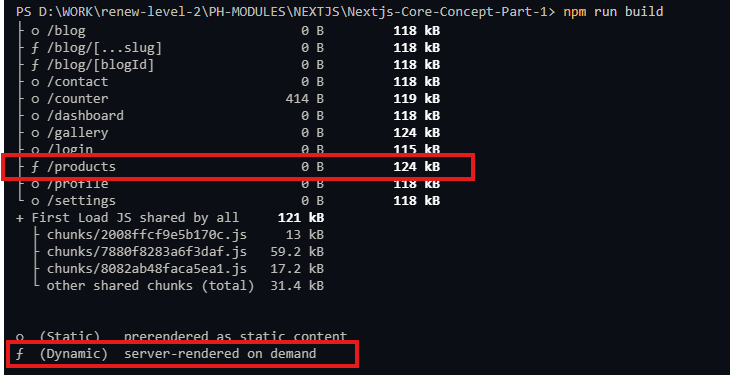 PS D:\WORK\renew-level-2\PH-MODULES\NEXTJS\Nextjs-Core-Concept-Part-1> npm run build
├ o /blog 0 B 118 kB
├ ƒ /blog/[...slug] 0 B 118 kB
├ ƒ /blog/[blogId] 0 B 118 kB
├ o /contact 0 B 118 kB
├ o /counter 414 B 119 kB
├ o /dashboard 0 B 118 kB
├ o /gallery 0 B 124 kB
├ o /login 0 B 115 kB
├ ƒ /products 0 B 124 kB
├ o /profile 0 B 118 kB
└ o /settings 0 B 118 kB
+ First Load JS shared by all 121 kB
├ chunks/2008ffcf9e5b170c.js 13 kB
├ chunks/7880f8283a6f3daf.js 59.2 kB
├ chunks/8082ab48faca5ea1.js 17.2 kB
└ other shared chunks (total) 31.4 kB
o (Static) prerendered as static content
ƒ (Dynamic) server-rendered on demand